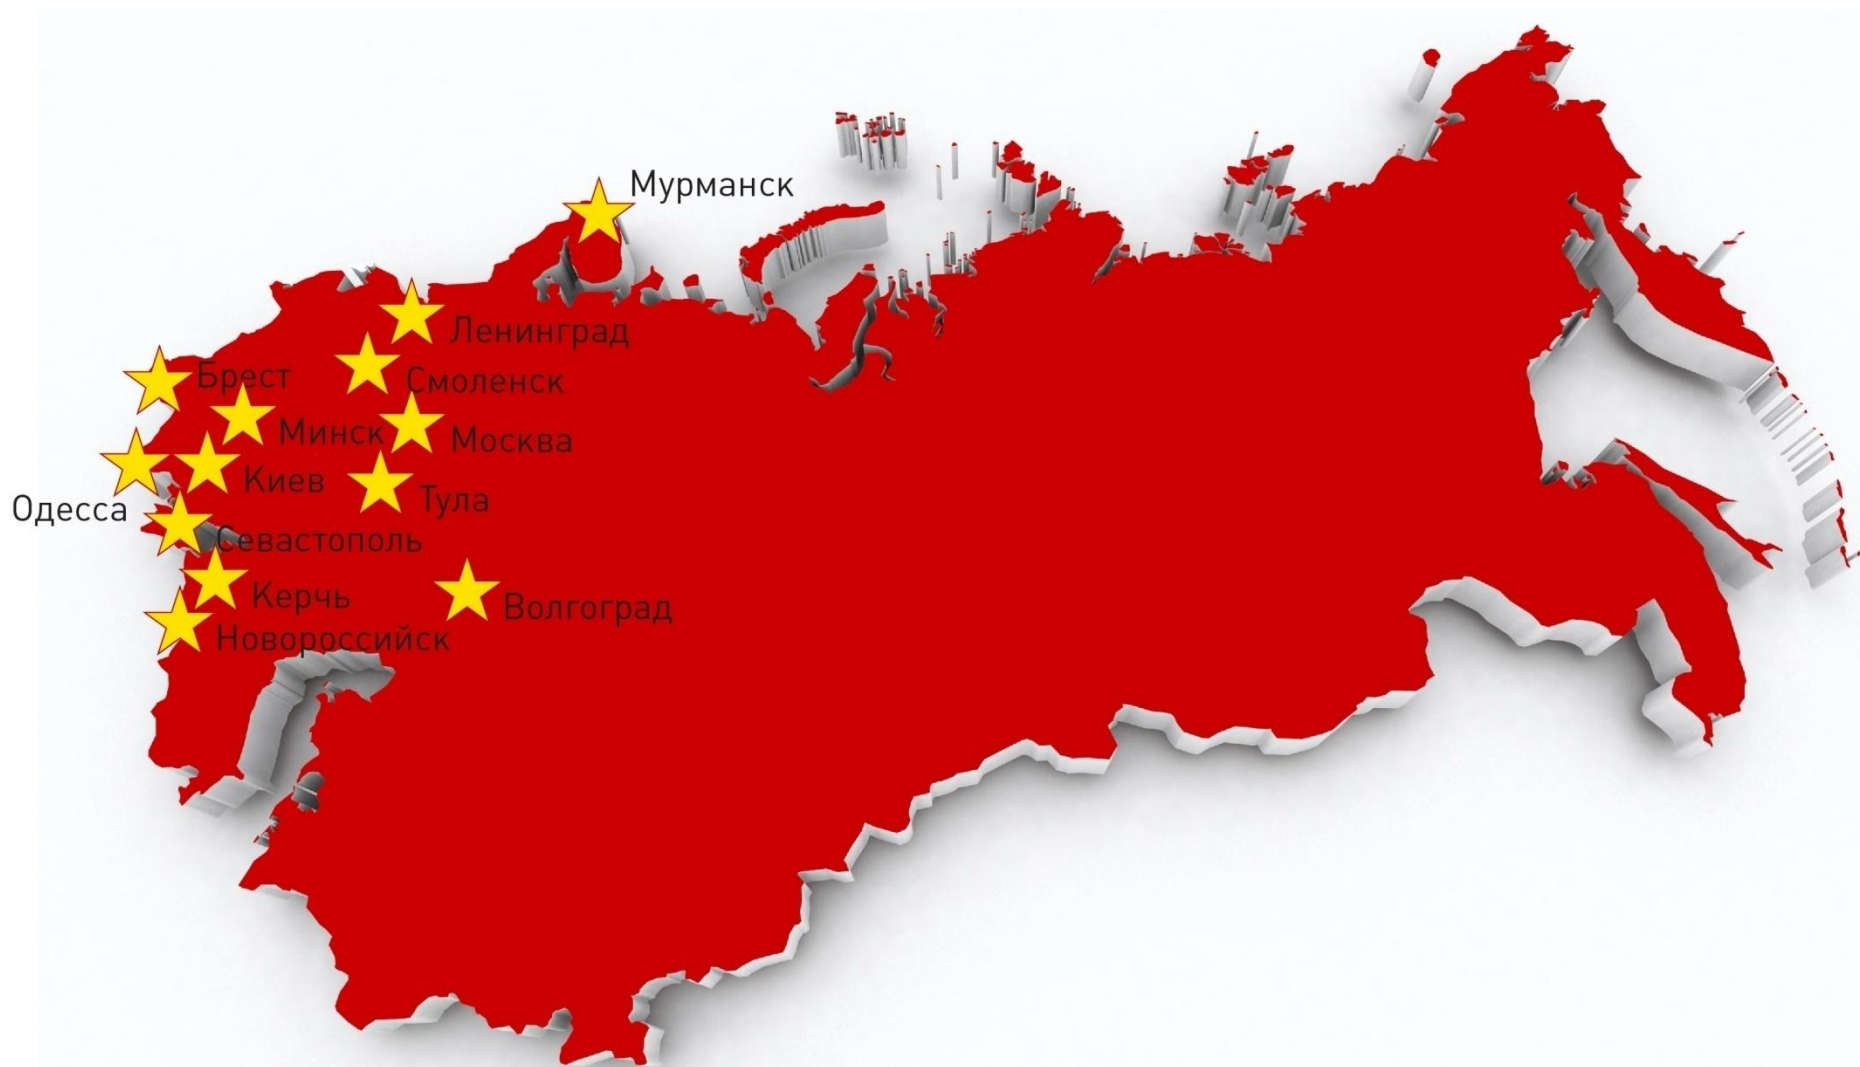 Мурманск
Ленинград
Брест
Смоленск
Минск
Москва
Киев
Тула
Одесса
Севастополь
Керчь
Волгоград
Новороссийск